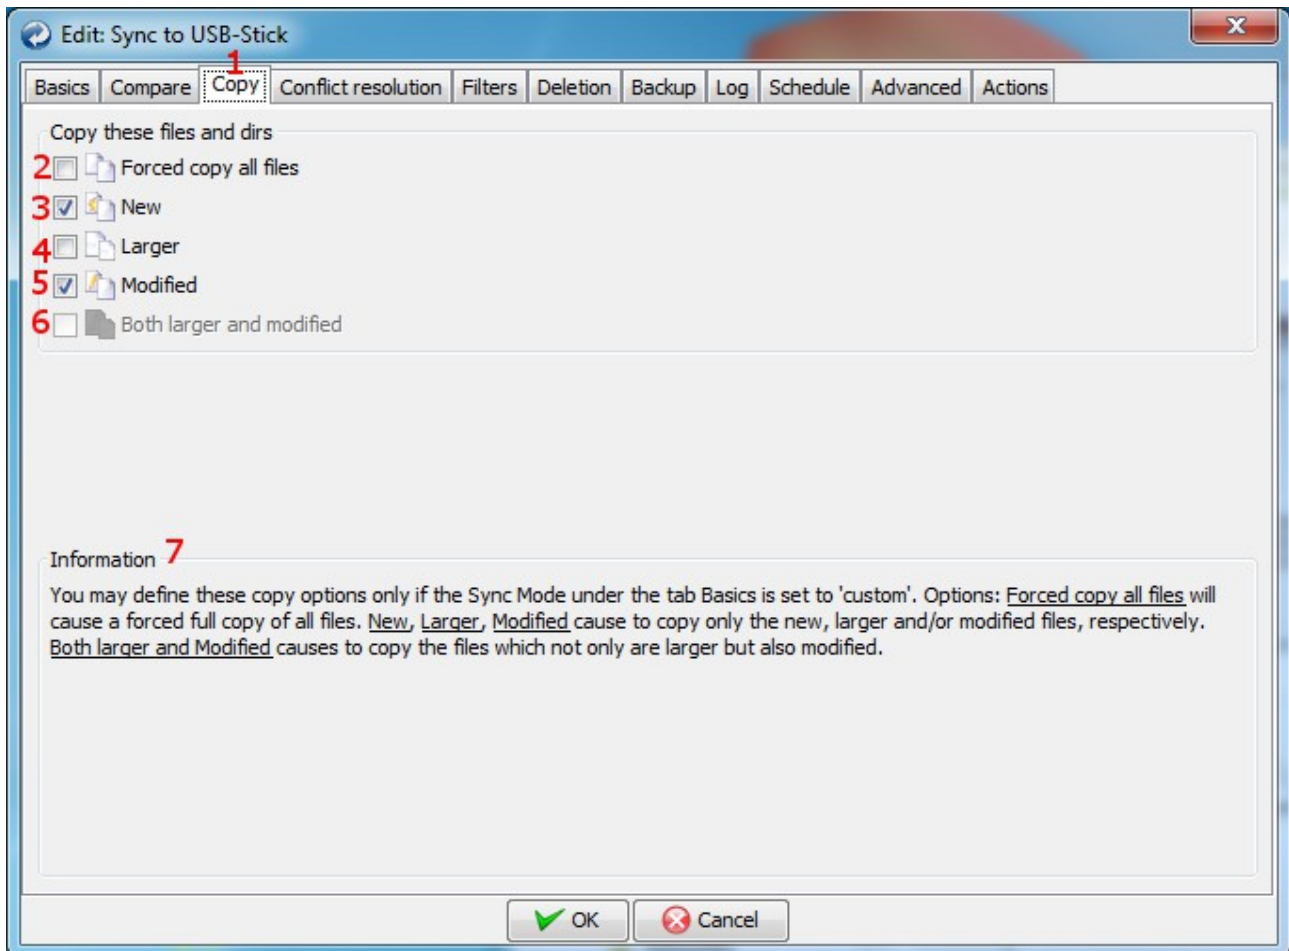 Edit: Sync to USB-Stick
X
1
Basics Compare Copy Conflict resolution Filters Deletion Backup Log Schedule Advanced Actions
Copy these files and dirs
2 Forced copy all files
3 New
4 Larger
5 Modified
6 Both larger and modified
Information 7
You may define these copy options only if the Sync Mode under the tab Basics is set to 'custom'. Options: Forced copy all files will
cause a forced full copy of all files. New, Larger, Modified cause to copy only the new, larger and/or modified files, respectively.
Both larger and Modified causes to copy the files which not only are larger but also modified.
OK Cancel